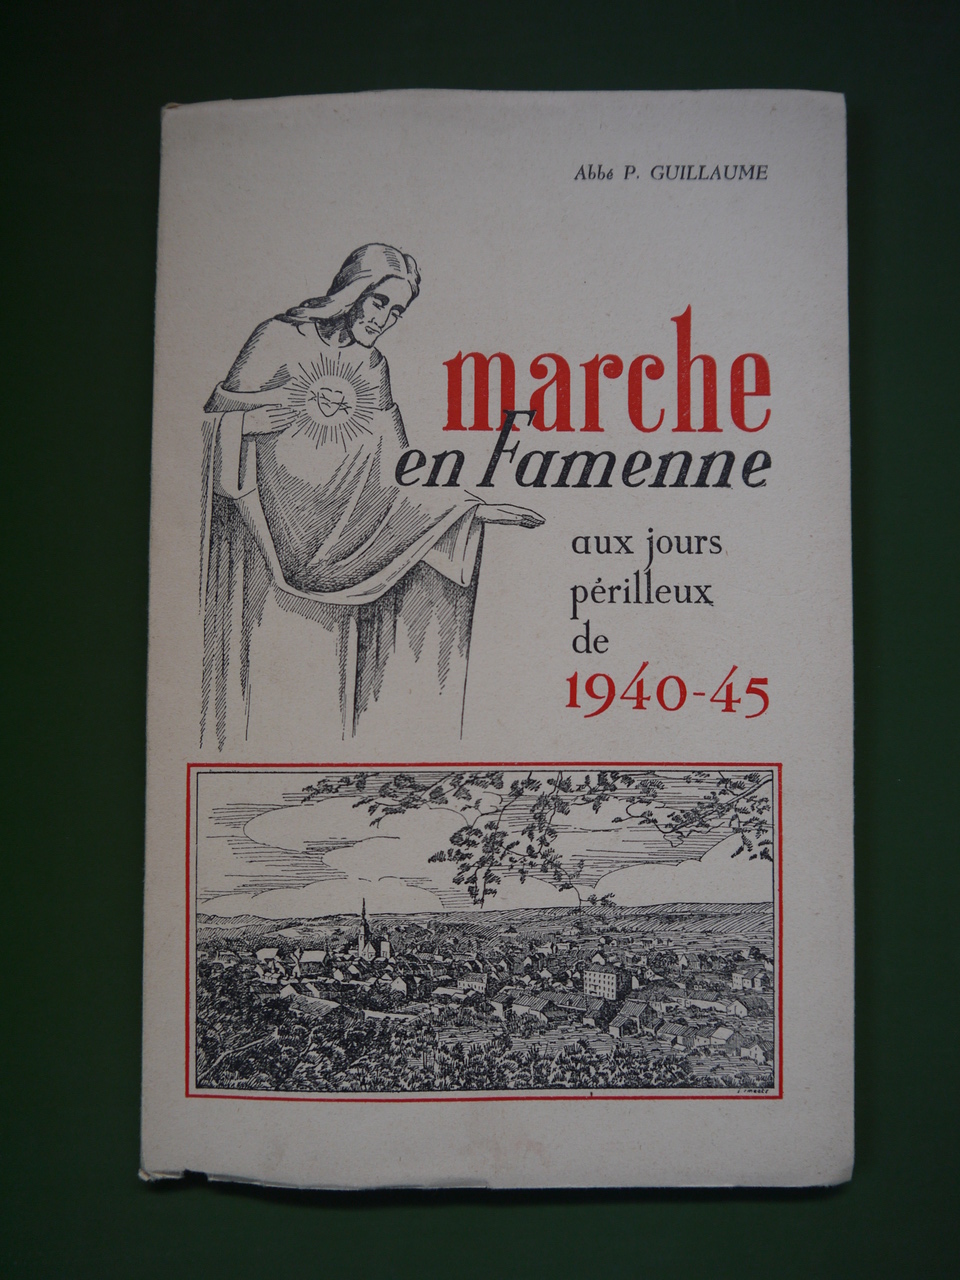 Abbé P. GUILLAUME
marche
en Famenne
aux jours
périlleux
de
1940-45